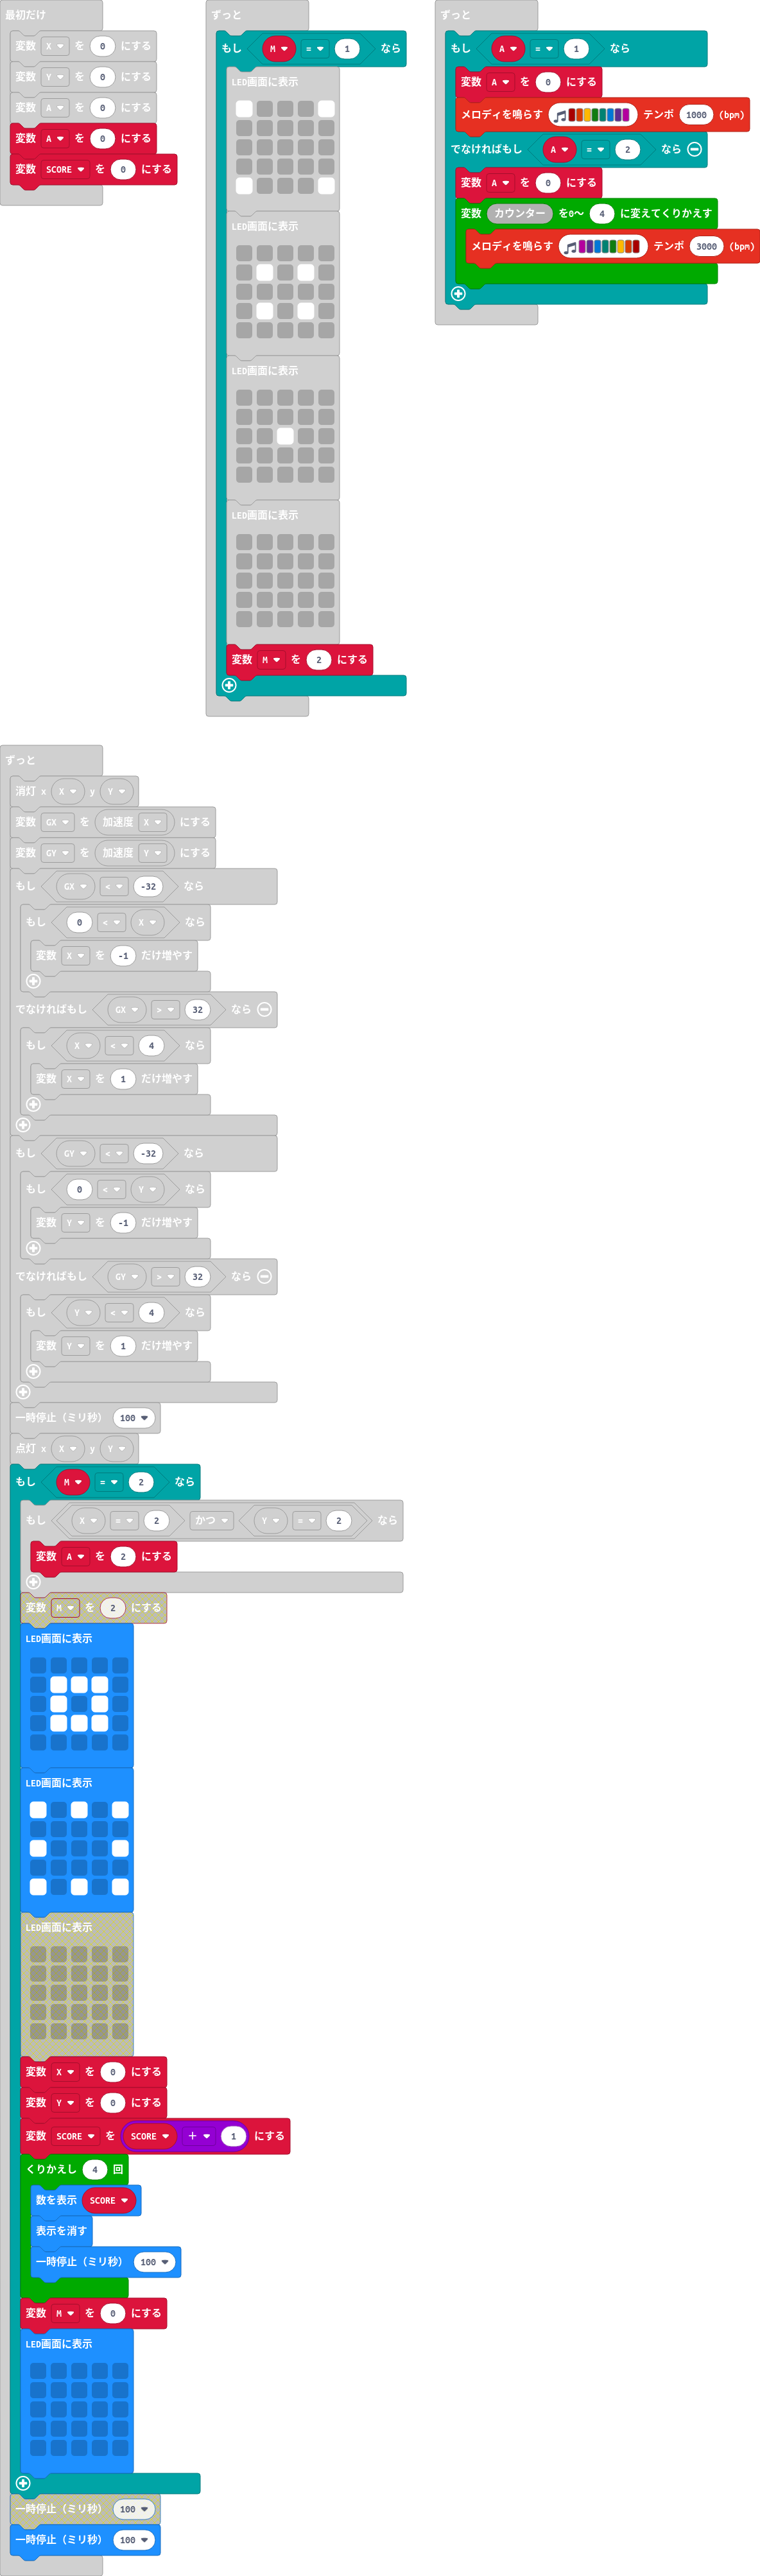 最初だけ
変数 X を 0 にする
変数 Y を 0 にする
変数 A を 0 にする
変数 A を 0 にする
変数 SCORE を 0 にする
ずっと
もし M = 1 なら
LED画面に表示
LED画面に表示
LED画面に表示
LED画面に表示
変数 M を 2 にする
ずっと
もし A = 1 なら
変数 A を 0 にする
メロディを鳴らす テンポ 1000 (bpm)
でなければもし A = 2 なら
変数 A を 0 にする
変数 カウンター を0〜 4 に変えてくりかえす
メロディを鳴らす テンポ 3000 (bpm)
ずっと
消灯 x X y Y
変数 GX を 加速度 X にする
変数 GY を 加速度 Y にする
もし GX < -32 なら
もし 0 < X なら
変数 X を -1 だけ増やす
でなければもし GX > 32 なら
もし X < 4 なら
変数 X を 1 だけ増やす
もし GY < -32 なら
もし 0 < Y なら
変数 Y を -1 だけ増やす
でなければもし GY > 32 なら
もし Y < 4 なら
変数 Y を 1 だけ増やす
一時停止（ミリ秒） 100
点灯 x X y Y
もし M = 2 なら
もし X = 2 かつ Y = 2 なら
変数 A を 2 にする
変数 M を 2 にする
LED画面に表示
LED画面に表示
LED画面に表示
変数 X を 0 にする
変数 Y を 0 にする
変数 SCORE を SCORE + 1 にする
くりかえし 4 回
数を表示 SCORE
表示を消す
一時停止（ミリ秒） 100
変数 M を 0 にする
LED画面に表示
一時停止（ミリ秒） 100
一時停止（ミリ秒） 100